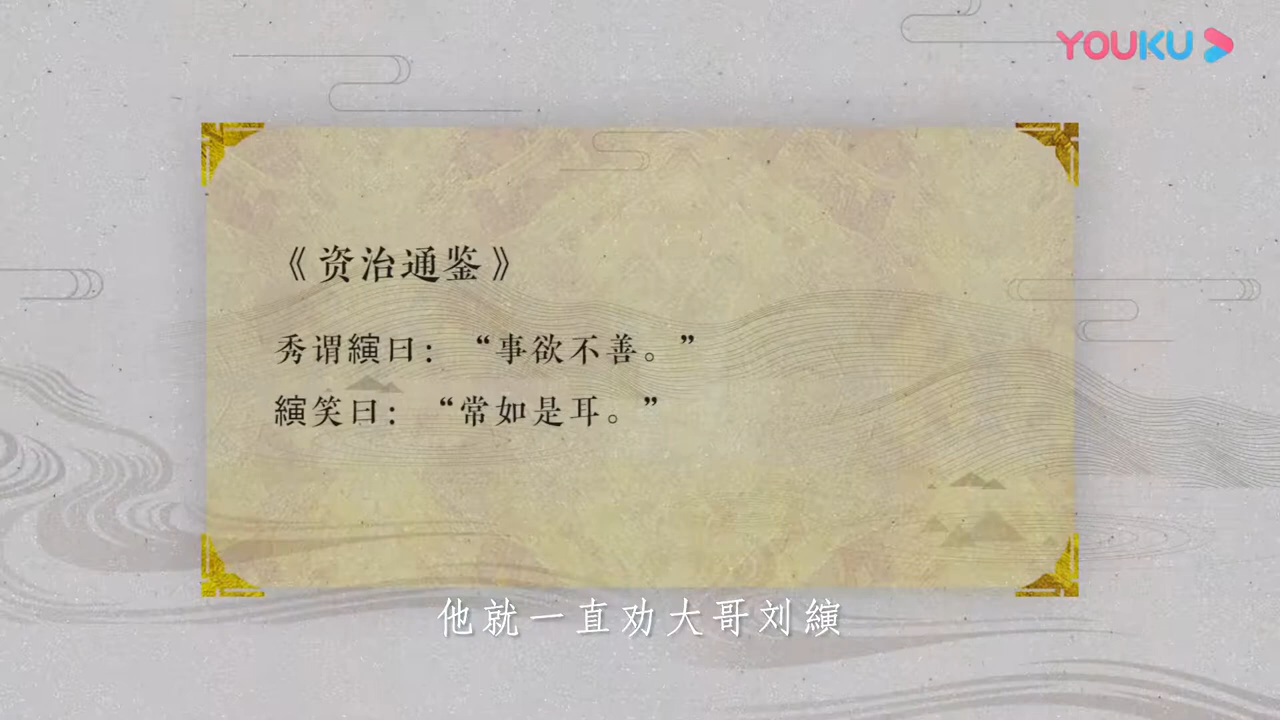 YOUKU
《资治通鉴》
秀谓縯曰：“事欲不善。”
縯笑曰：“常如是耳。”
他就一直劝大哥刘縯